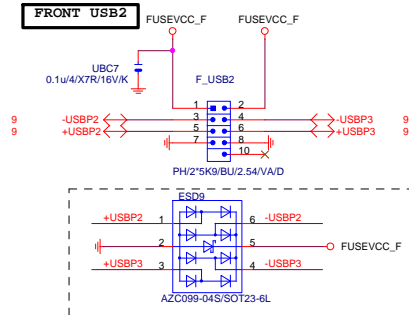 FRONT USB2
FUSEVCC_F
FUSEVCC_F
UBC7
0.1u/4/X7R/16V/K
F_USB2
1
2
9
-USBP2
3
4
-USBP3
9
9
+USBP2
5
6
+USBP3
9
7
8
10
PH/2*5K9/BU/2.54/VA/D
ESD9
+USBP2
1
6
-USBP2
2
5
FUSEVCC_F
+USBP3
3
4
-USBP3
AZC099-04S/SOT23-6L